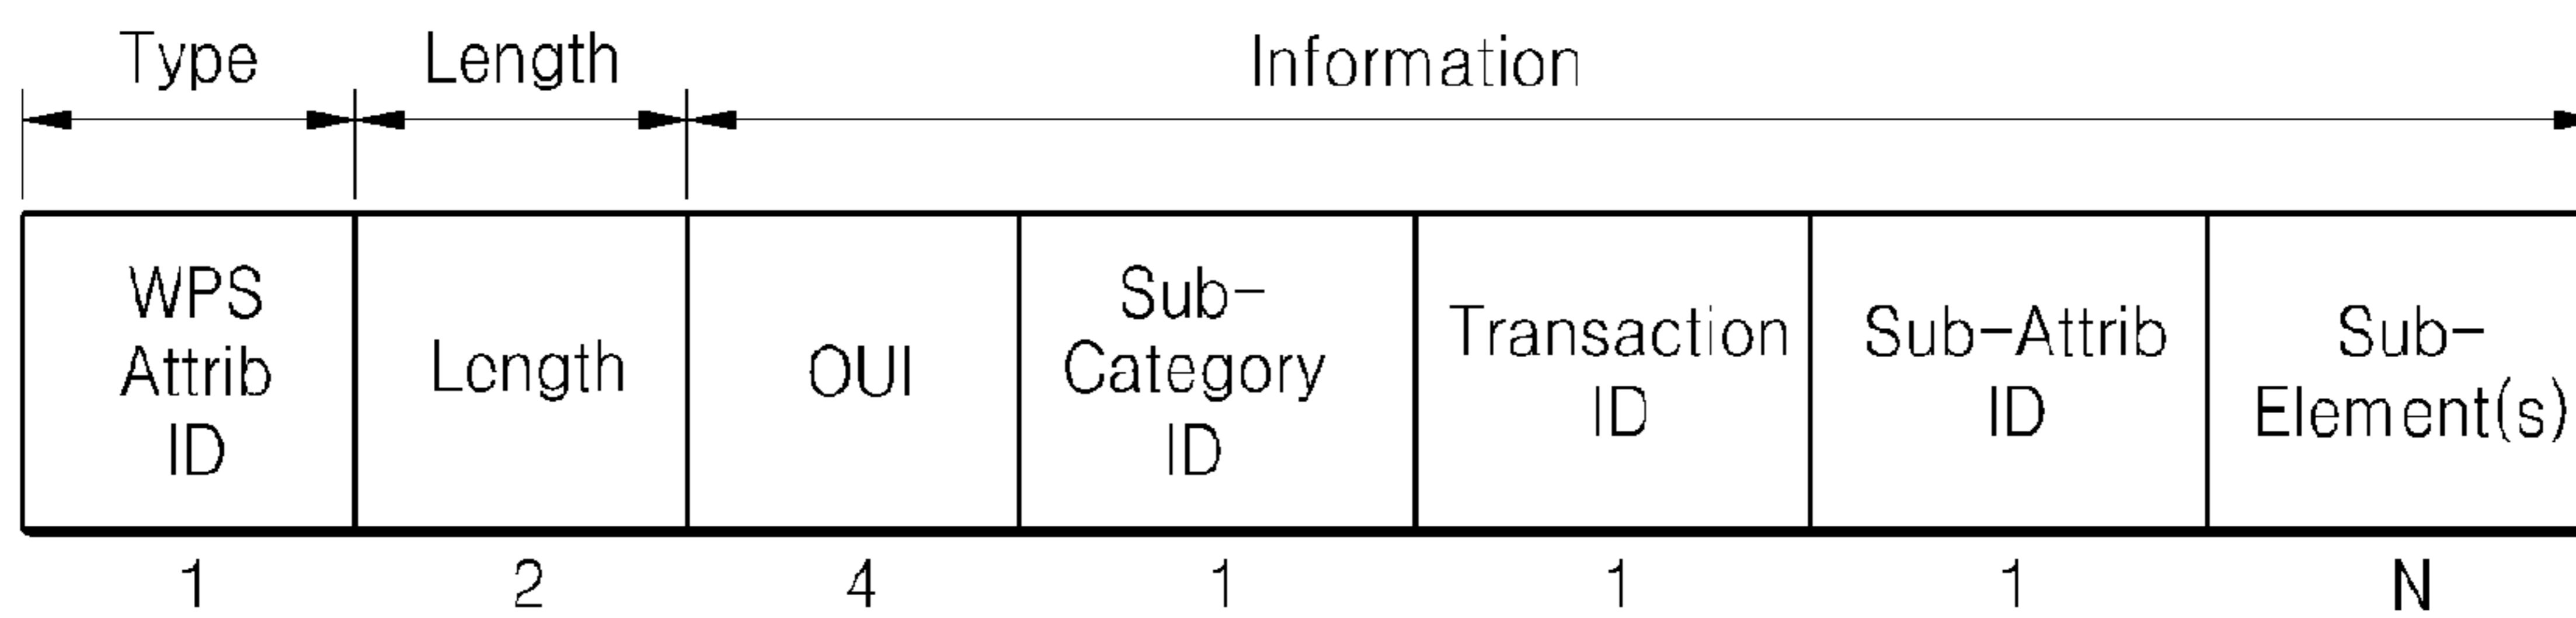 Type Length Information
WPS
Attrib
ID
Length
OUI
Sub-
Category
ID
Transaction
ID
Sub-Attrib
ID
Sub-
Element(s)
1 2 4 1 1 1 N